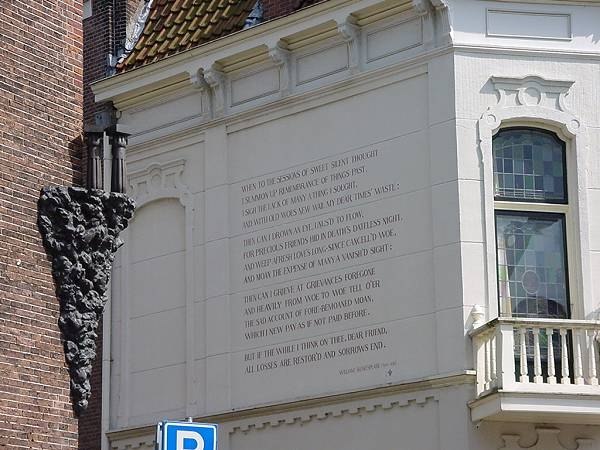 WHEN TO THE SESSIONS OF SWEET SILENT THOUGHT
I SUMMON UP REMEMBRANCE OF THINGS PAST,
I SIGH THE LACK OF MANY A THING I SOUGHT,
AND WITH OLD WOES NEW WAIL MY DEAR TIMES' WASTE:
THEN CAN I DROWN AN EYE, UNUS'D TO FLOW,
FOR PRECIOUS FRIENDS HID IN DEATH'S DATELESS NIGHT,
AND WEEP AFRESH LOVE'S LONG-SINCE CANCELL'D WOE,
AND MOAN THE EXPENSE OF MANY A VANISH'D SIGHT:
THEN CAN I GRIEVE AT GRIEVANCES FOREGONE
AND HEAVILY FROM WOE TO WOE TELL O'ER
THE SAD ACCOUNT OF FORE-BEMOANED MOAN,
WHICH I NEW PAY AS IF NOT PAID BEFORE.
BUT IF THE WHILE I THINK ON THEE, DEAR FRIEND,
ALL LOSSES ARE RESTOR'D AND SORROWS END.
WILLIAM SHAKESPEARE
P